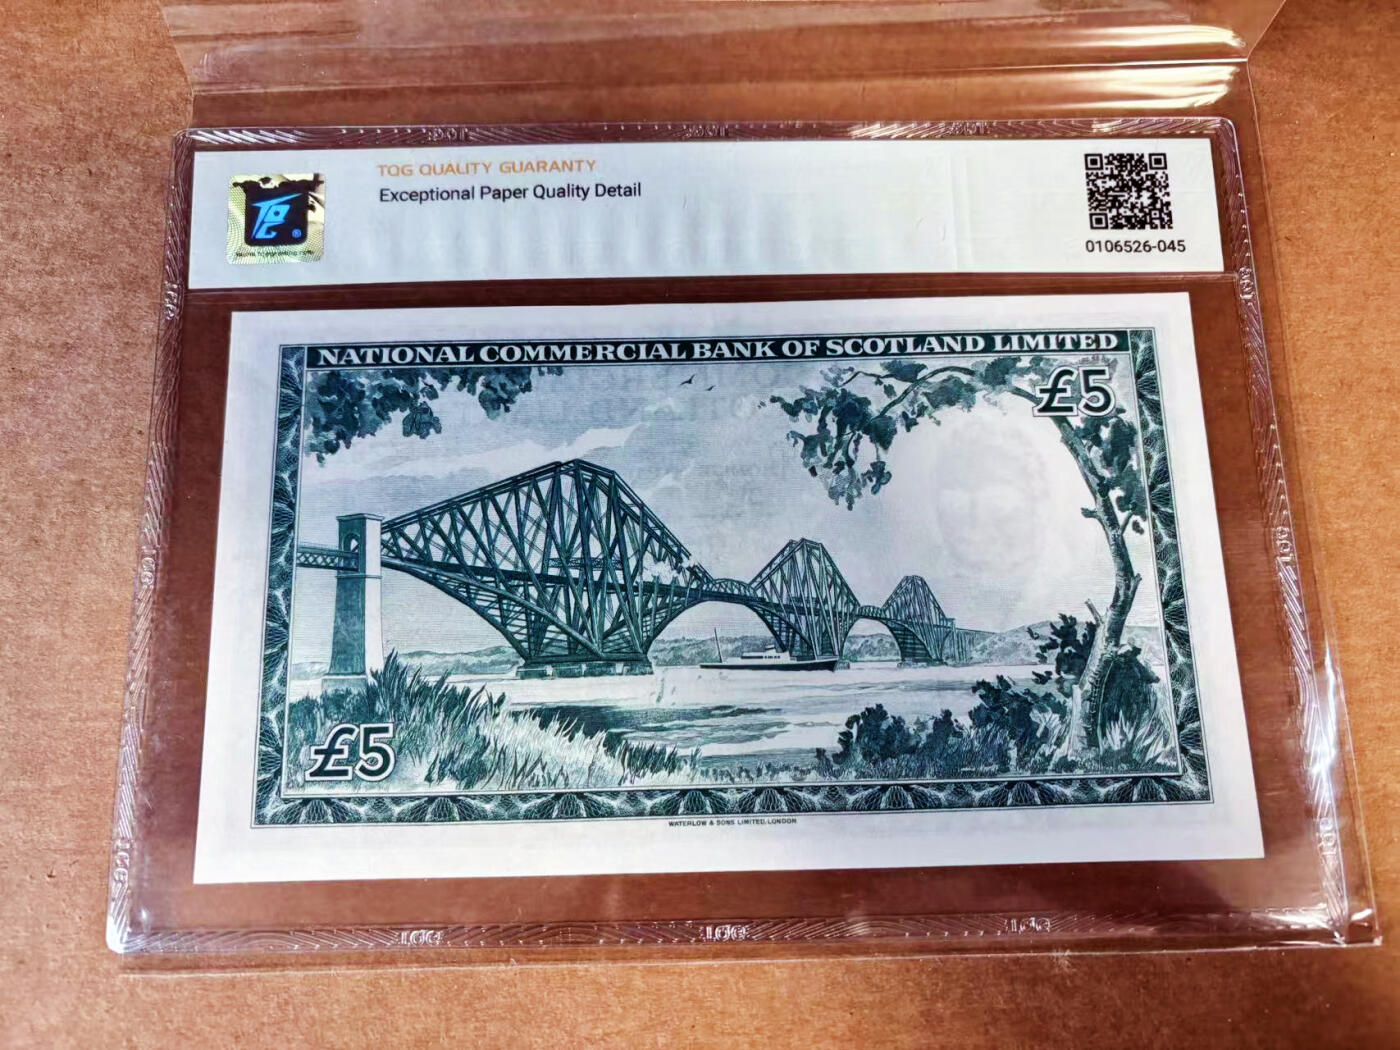 TQG QUALITY GUARANTY
Exceptional Paper Quality Detail
0106526-045
NATIONAL COMMERCIAL BANK OF SCOTLAND LIMITED
£5
£5
WATERLOW & SONS LIMITED, LONDON